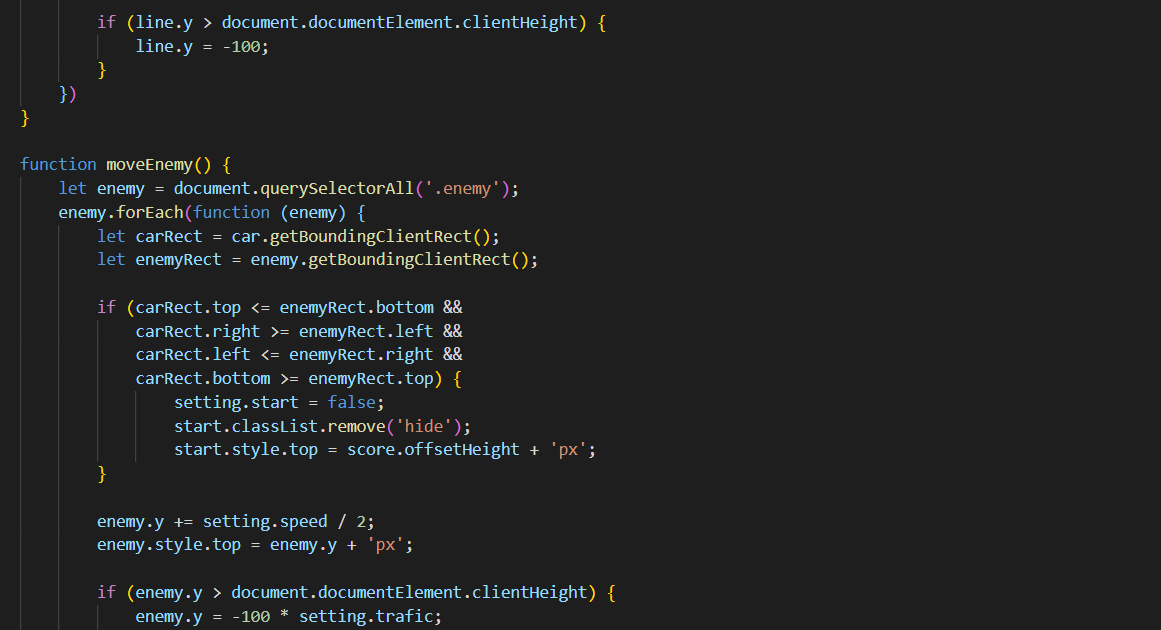 if (line.y > document.documentElement.clientHeight) {
line.y = -100;
}
})
}
function moveEnemy() {
let enemy = document.querySelectorAll('.enemy');
enemy.forEach(function (enemy) {
let carRect = car.getBoundingClientRect();
let enemyRect = enemy.getBoundingClientRect();
if (carRect.top <= enemyRect.bottom &&
carRect.right >= enemyRect.left &&
carRect.left <= enemyRect.right &&
carRect.bottom >= enemyRect.top) {
setting.start = false;
start.classList.remove('hide');
start.style.top = score.offsetHeight + 'px';
}
enemy.y += setting.speed / 2;
enemy.style.top = enemy.y + 'px';
if (enemy.y > document.documentElement.clientHeight) {
enemy.y = -100 * setting.trafic;